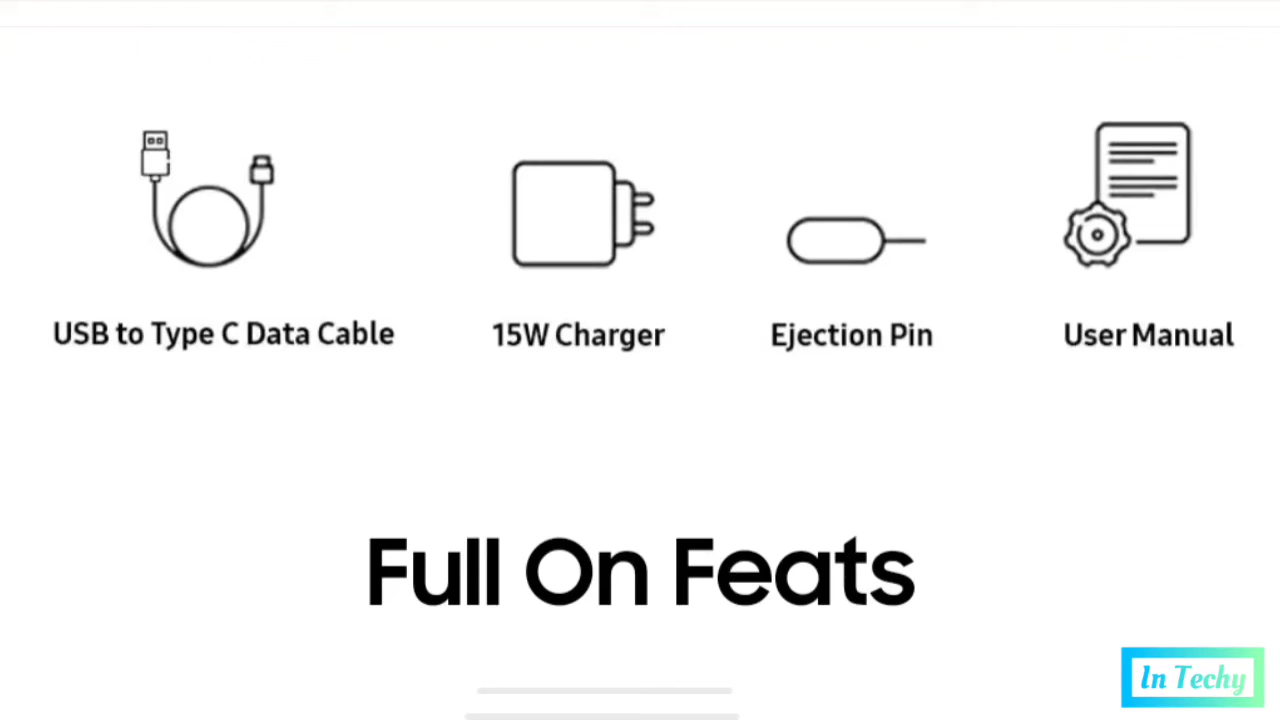 USB to Type C Data Cable
15W Charger
Ejection Pin
User Manual
Full On Feats
In Techy